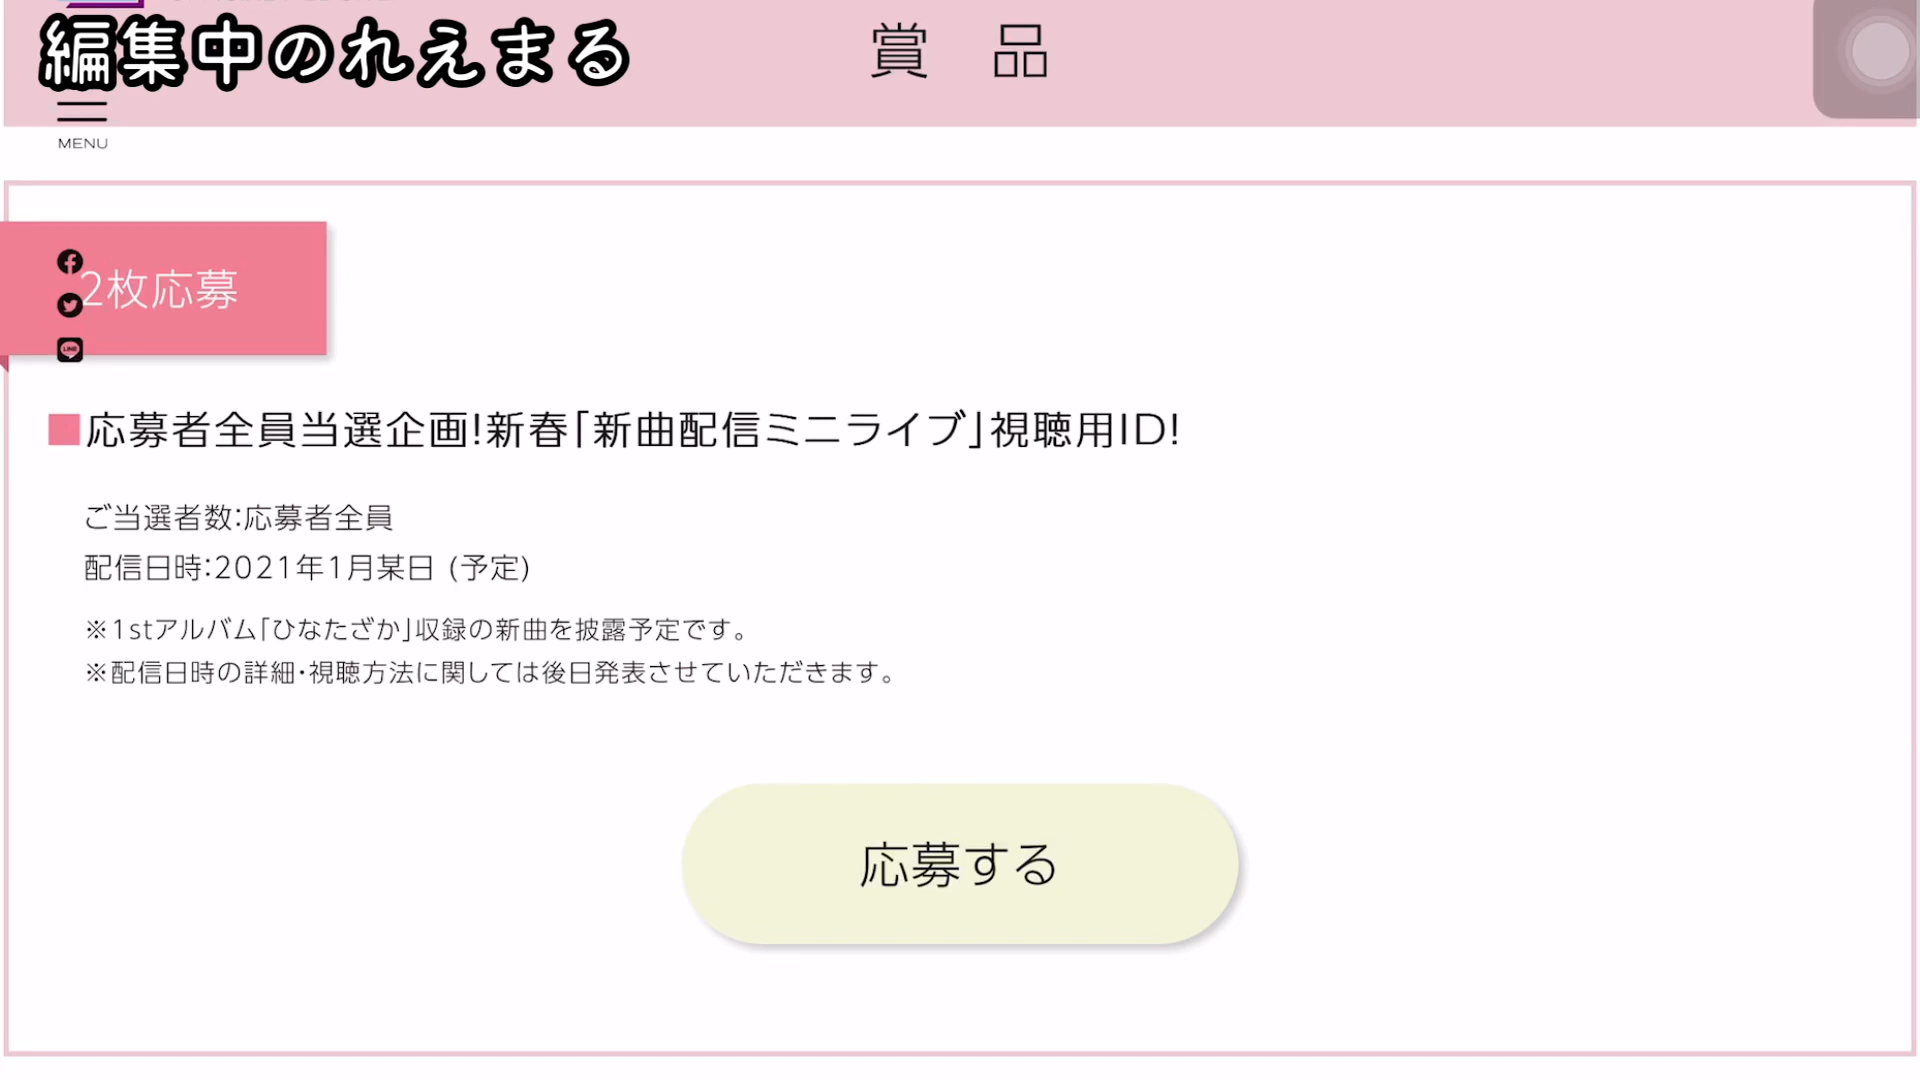 編集中のれえまる
賞 品
MENU
2枚応募
LINE
■応募者全員当選企画!新春「新曲配信ミニライブ」視聴用ID!
ご当選者数:応募者全員
配信日時:2021年1月某日 (予定)
※1stアルバム「ひなたざか」収録の新曲を披露予定です。
※配信日時の詳細・視聴方法に関しては後日発表させていただきます。
応募する